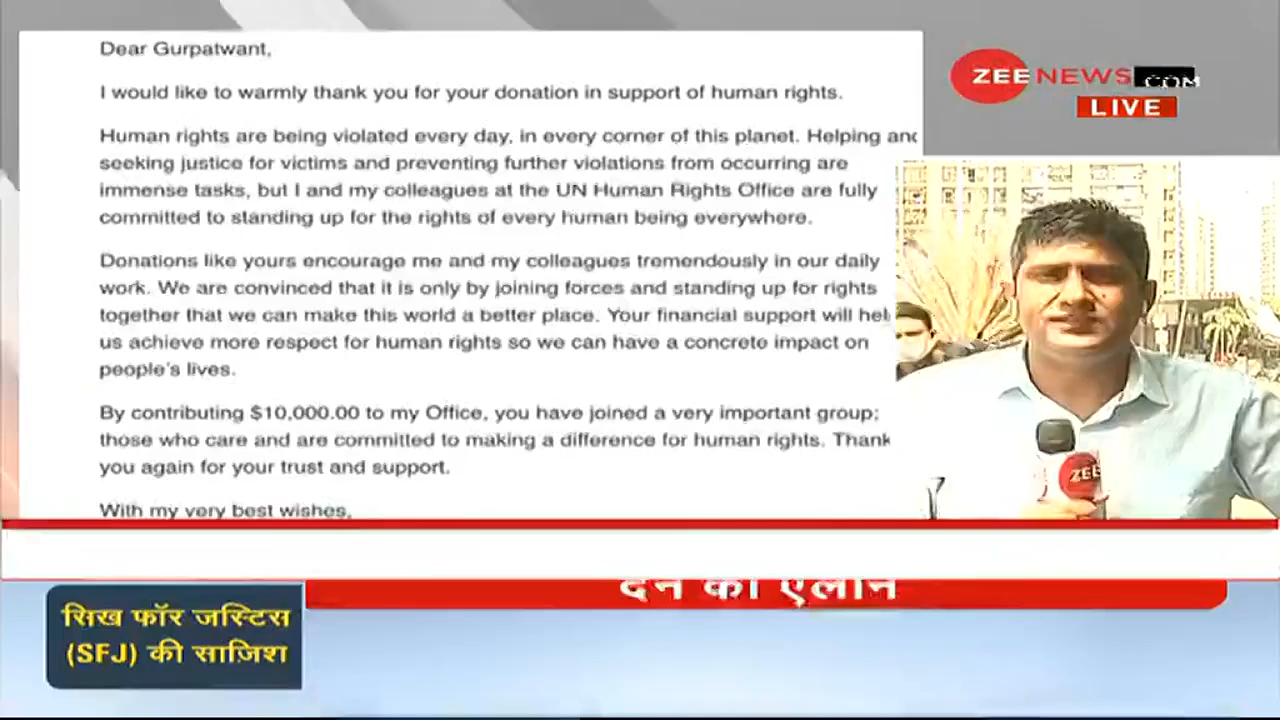 Dear Gurpatwant,
I would like to warmly thank you for your donation in support of human rights.
Human rights are being violated every day, in every corner of this planet. Helping and
seeking justice for victims and preventing further violations from occurring are
immense tasks, but I and my colleagues at the UN Human Rights Office are fully
committed to standing up for the rights of every human being everywhere.
Donations like yours encourage me and my colleagues tremendously in our daily
work. We are convinced that it is only by joining forces and standing up for rights
together that we can make this world a better place. Your financial support will help
us achieve more respect for human rights so we can have a concrete impact on
people's lives.
By contributing $10,000.00 to my Office, you have joined a very important group;
those who care and are committed to making a difference for human rights. Thank
you again for your trust and support.
With my very best wishes,
ZEE NEWS.COM
LIVE
ZEE
देने का ऐलान
सिख फॉर जस्टिस
(SFJ) की साज़िश